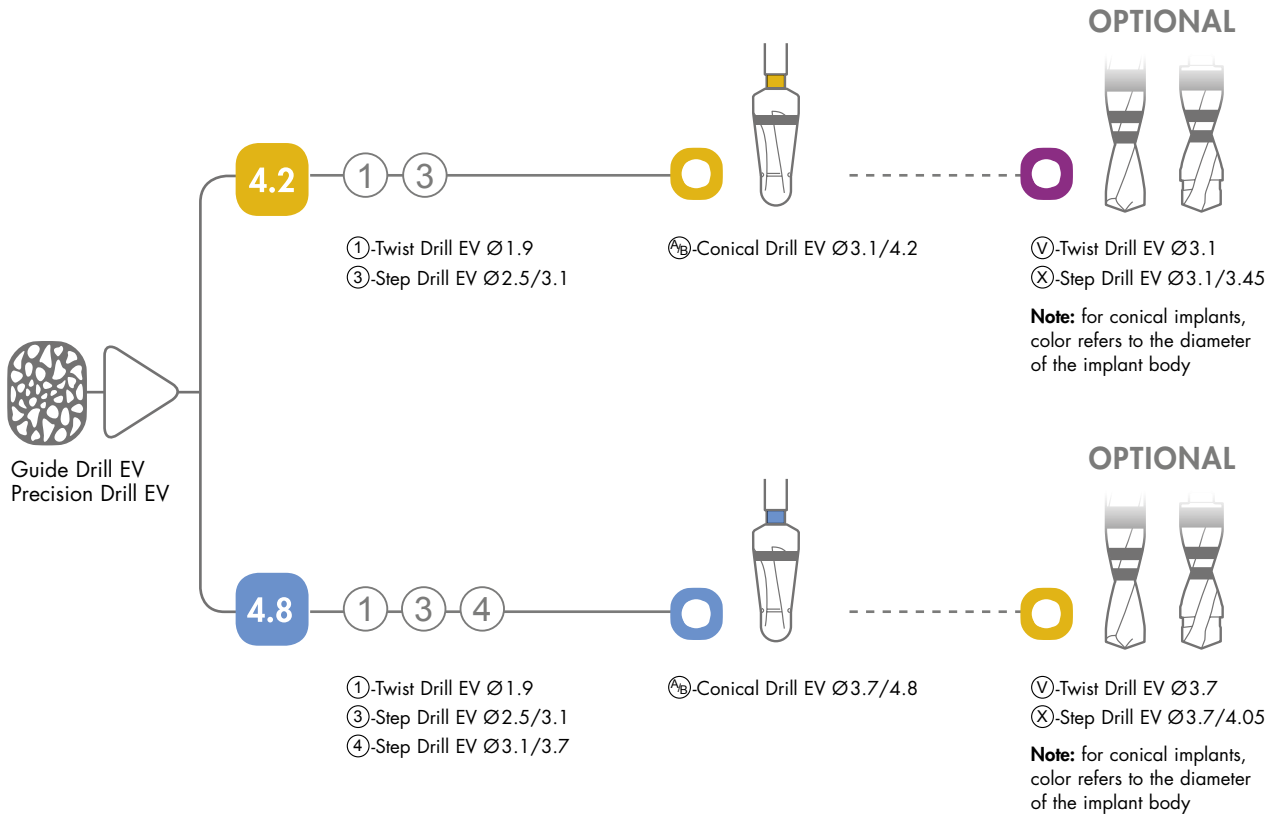 OPTIONAL
4.2
1 3
①-Twist Drill EV Ø1.9
③-Step Drill EV Ø2.5/3.1
A/B-Conical Drill EV Ø3.1/4.2
Ⓥ-Twist Drill EV Ø3.1
Ⓧ-Step Drill EV Ø3.1/3.45
Note: for conical implants,
color refers to the diameter
of the implant body
Guide Drill EV
Precision Drill EV
OPTIONAL
4.8
1 3 4
①-Twist Drill EV Ø1.9
③-Step Drill EV Ø2.5/3.1
④-Step Drill EV Ø3.1/3.7
A/B-Conical Drill EV Ø3.7/4.8
Ⓥ-Twist Drill EV Ø3.7
Ⓧ-Step Drill EV Ø3.7/4.05
Note: for conical implants,
color refers to the diameter
of the implant body